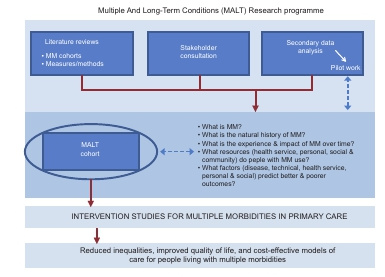 Multiple And Long-Term Conditions (MALT) Research programme
Literature reviews
• MM cohorts
• Measures/methods
Stakeholder
consultation
Secondary data
analysis
Pilot work
MALT
cohort
• What is MM?
• What is the natural history of MM?
• What is the experience & impact of MM over time?
• What resources (health service, personal, social &
community) do peple with MM use?
• What factors (disease, technical, health service,
personal & social) predict better & poorer
outcomes?
INTERVENTION STUDIES FOR MULTIPLE MORBIDITIES IN PRIMARY CARE
Reduced inequalities, improved quality of life, and cost-effective models of
care for people living with multiple morbidities